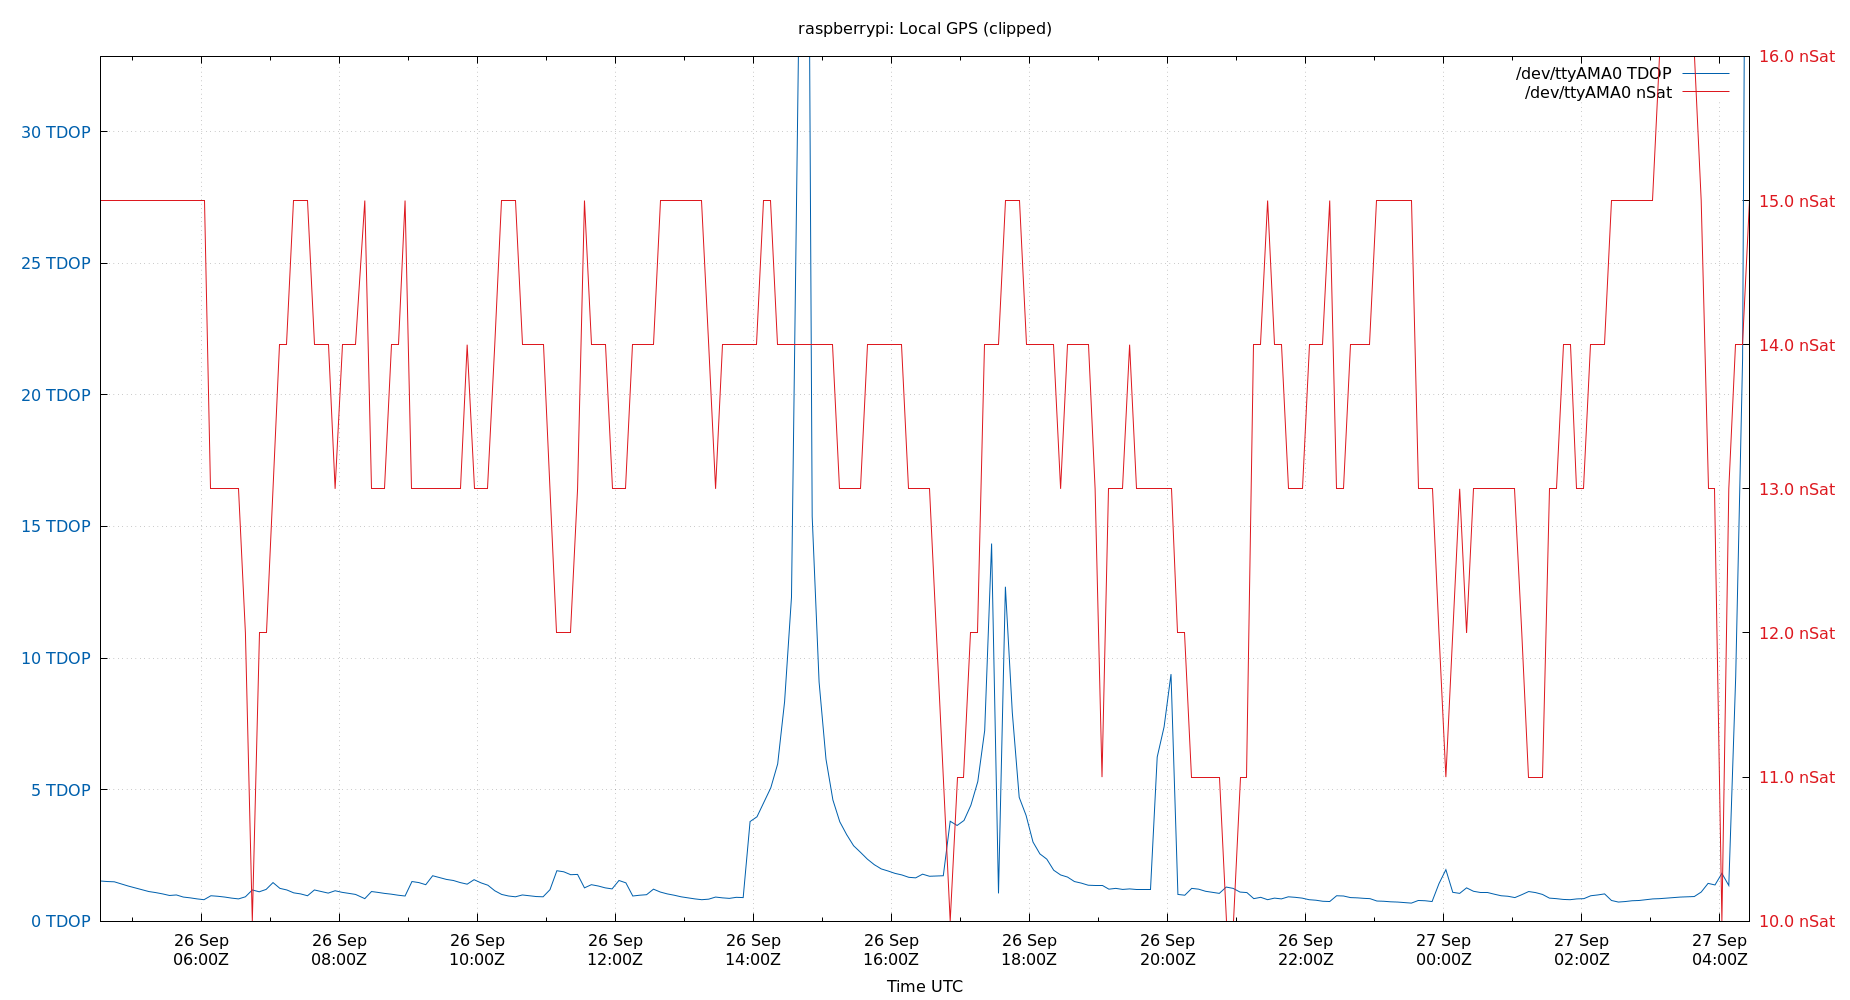 raspberrypi: Local GPS (clipped)
/dev/ttyAMA0 TDOP
/dev/ttyAMA0 nSat
30 TDOP
25 TDOP
20 TDOP
15 TDOP
10 TDOP
5 TDOP
0 TDOP
16.0 nSat
15.0 nSat
14.0 nSat
13.0 nSat
12.0 nSat
11.0 nSat
10.0 nSat
26 Sep
06:00Z
26 Sep
08:00Z
26 Sep
10:00Z
26 Sep
12:00Z
26 Sep
14:00Z
26 Sep
16:00Z
26 Sep
18:00Z
26 Sep
20:00Z
26 Sep
22:00Z
27 Sep
00:00Z
27 Sep
02:00Z
27 Sep
04:00Z
Time UTC